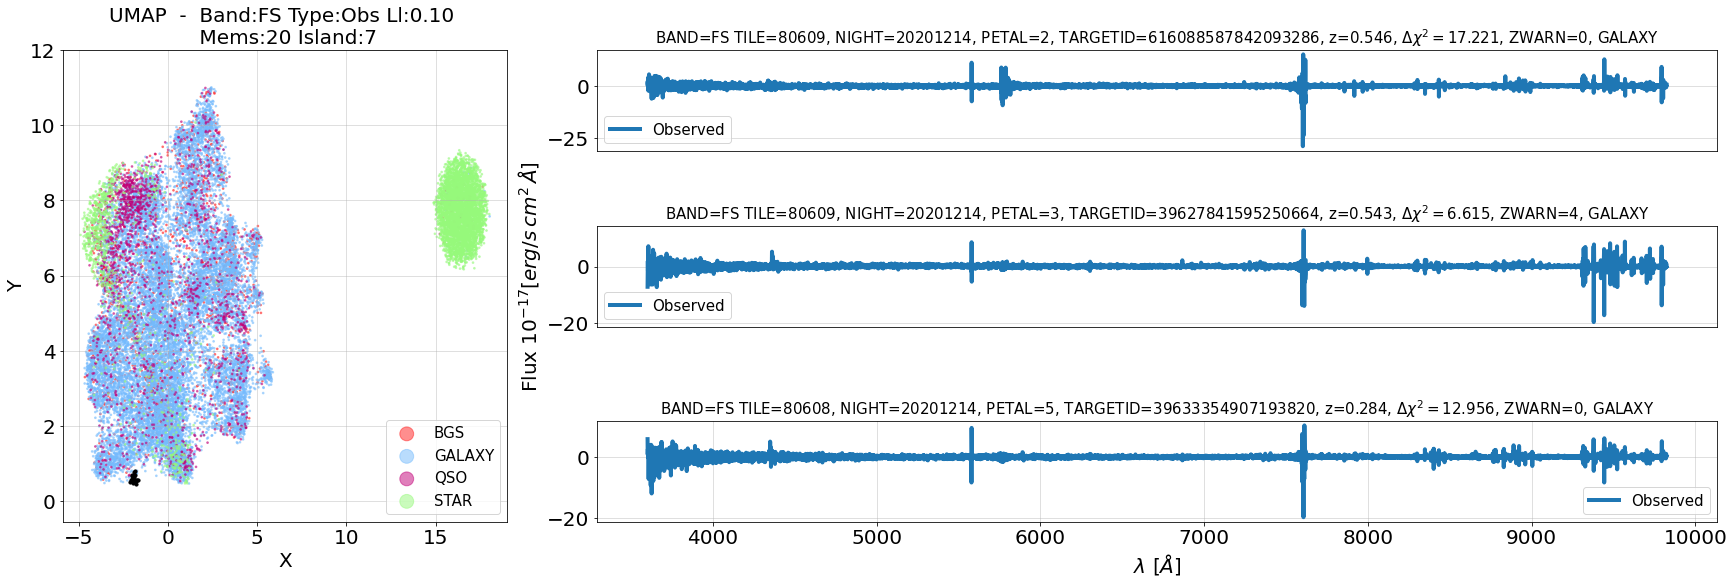 UMAP - Band:FS Type:Obs Ll:0.10
Mems:20 Island:7
12
10
8
6
4
2
0
Y
−5
0
5
10
15
X
BGS
GALAXY
QSO
STAR
Flux 10⁻¹⁷[erg/s cm² Å]
BAND=FS TILE=80609, NIGHT=20201214, PETAL=2, TARGETID=616088587842093286, z=0.546, Δχ² = 17.221, ZWARN=0, GALAXY
0
−25
Observed
BAND=FS TILE=80609, NIGHT=20201214, PETAL=3, TARGETID=39627841595250664, z=0.543, Δχ² = 6.615, ZWARN=4, GALAXY
0
−20
Observed
BAND=FS TILE=80608, NIGHT=20201214, PETAL=5, TARGETID=39633354907193820, z=0.284, Δχ² = 12.956, ZWARN=0, GALAXY
0
−20
Observed
4000
5000
6000
7000
8000
9000
10000
λ [Å]